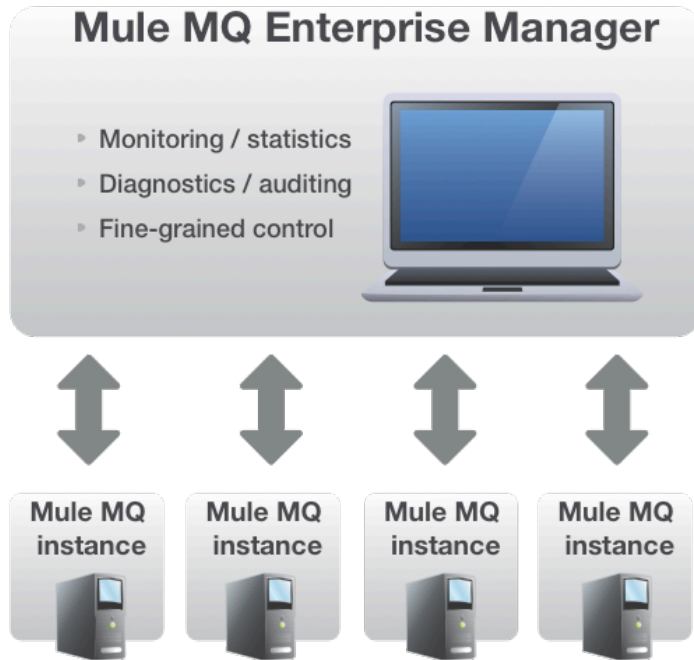 Mule MQ Enterprise Manager
Monitoring / statistics
Diagnostics / auditing
Fine-grained control
Mule MQ
instance
Mule MQ
instance
Mule MQ
instance
Mule MQ
instance